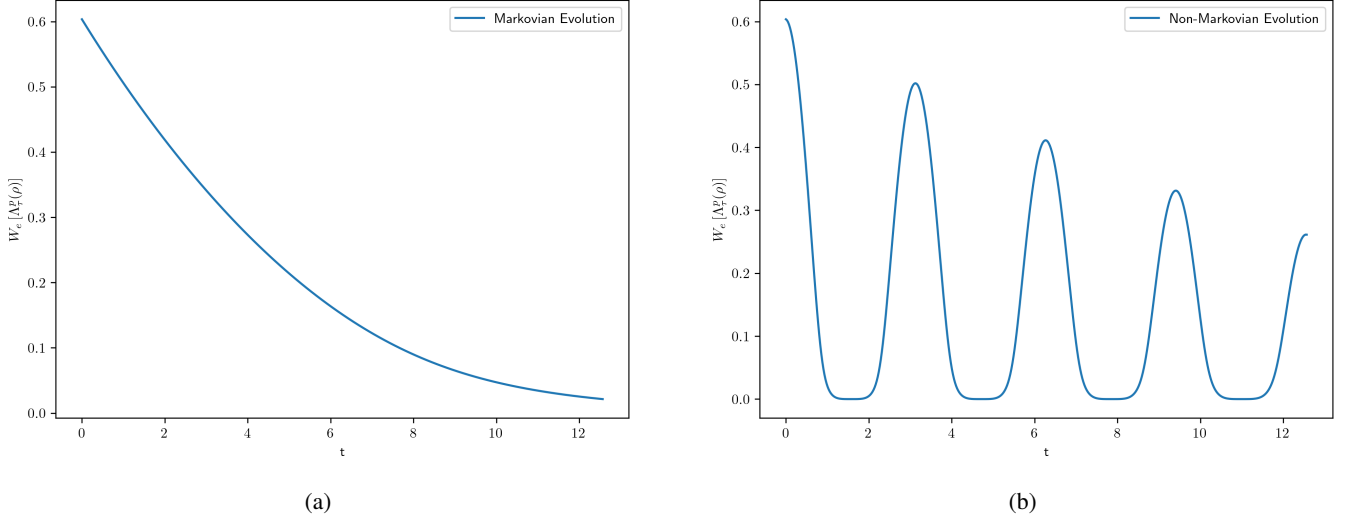 0.6
0.5
0.4
0.3
0.2
0.1
0.0
W_e [Λ_τ^p(ρ)]
Markovian Evolution
0 2 4 6 8 10 12
t
(a)
0.6
0.5
0.4
0.3
0.2
0.1
0.0
W_e [Λ_τ^p(ρ)]
Non-Markovian Evolution
0 2 4 6 8 10 12
t
(b)